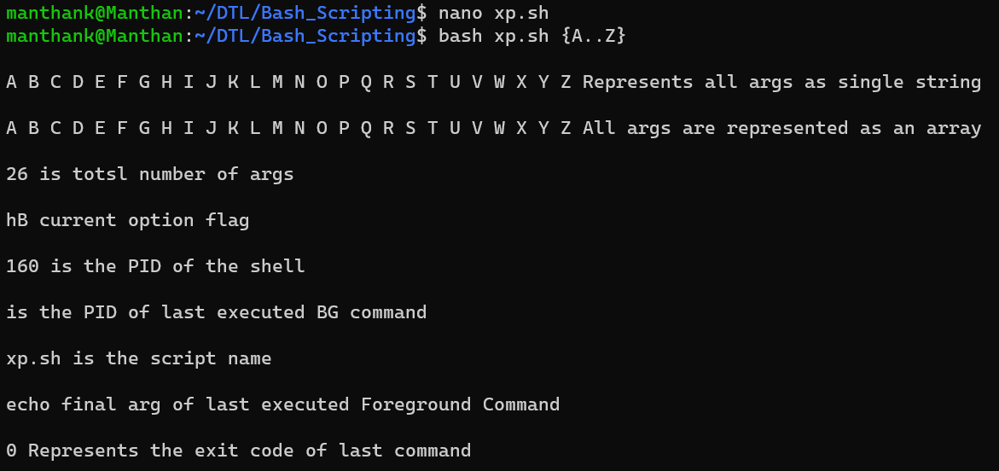 manthank@Manthan:~/DTL/Bash_Scripting$ nano xp.sh
manthank@Manthan:~/DTL/Bash_Scripting$ bash xp.sh {A..Z}
A B C D E F G H I J K L M N O P Q R S T U V W X Y Z Represents all args as single string
A B C D E F G H I J K L M N O P Q R S T U V W X Y Z All args are represented as an array
26 is totsl number of args
hB current option flag
160 is the PID of the shell
is the PID of last executed BG command
xp.sh is the script name
echo final arg of last executed Foreground Command
0 Represents the exit code of last command